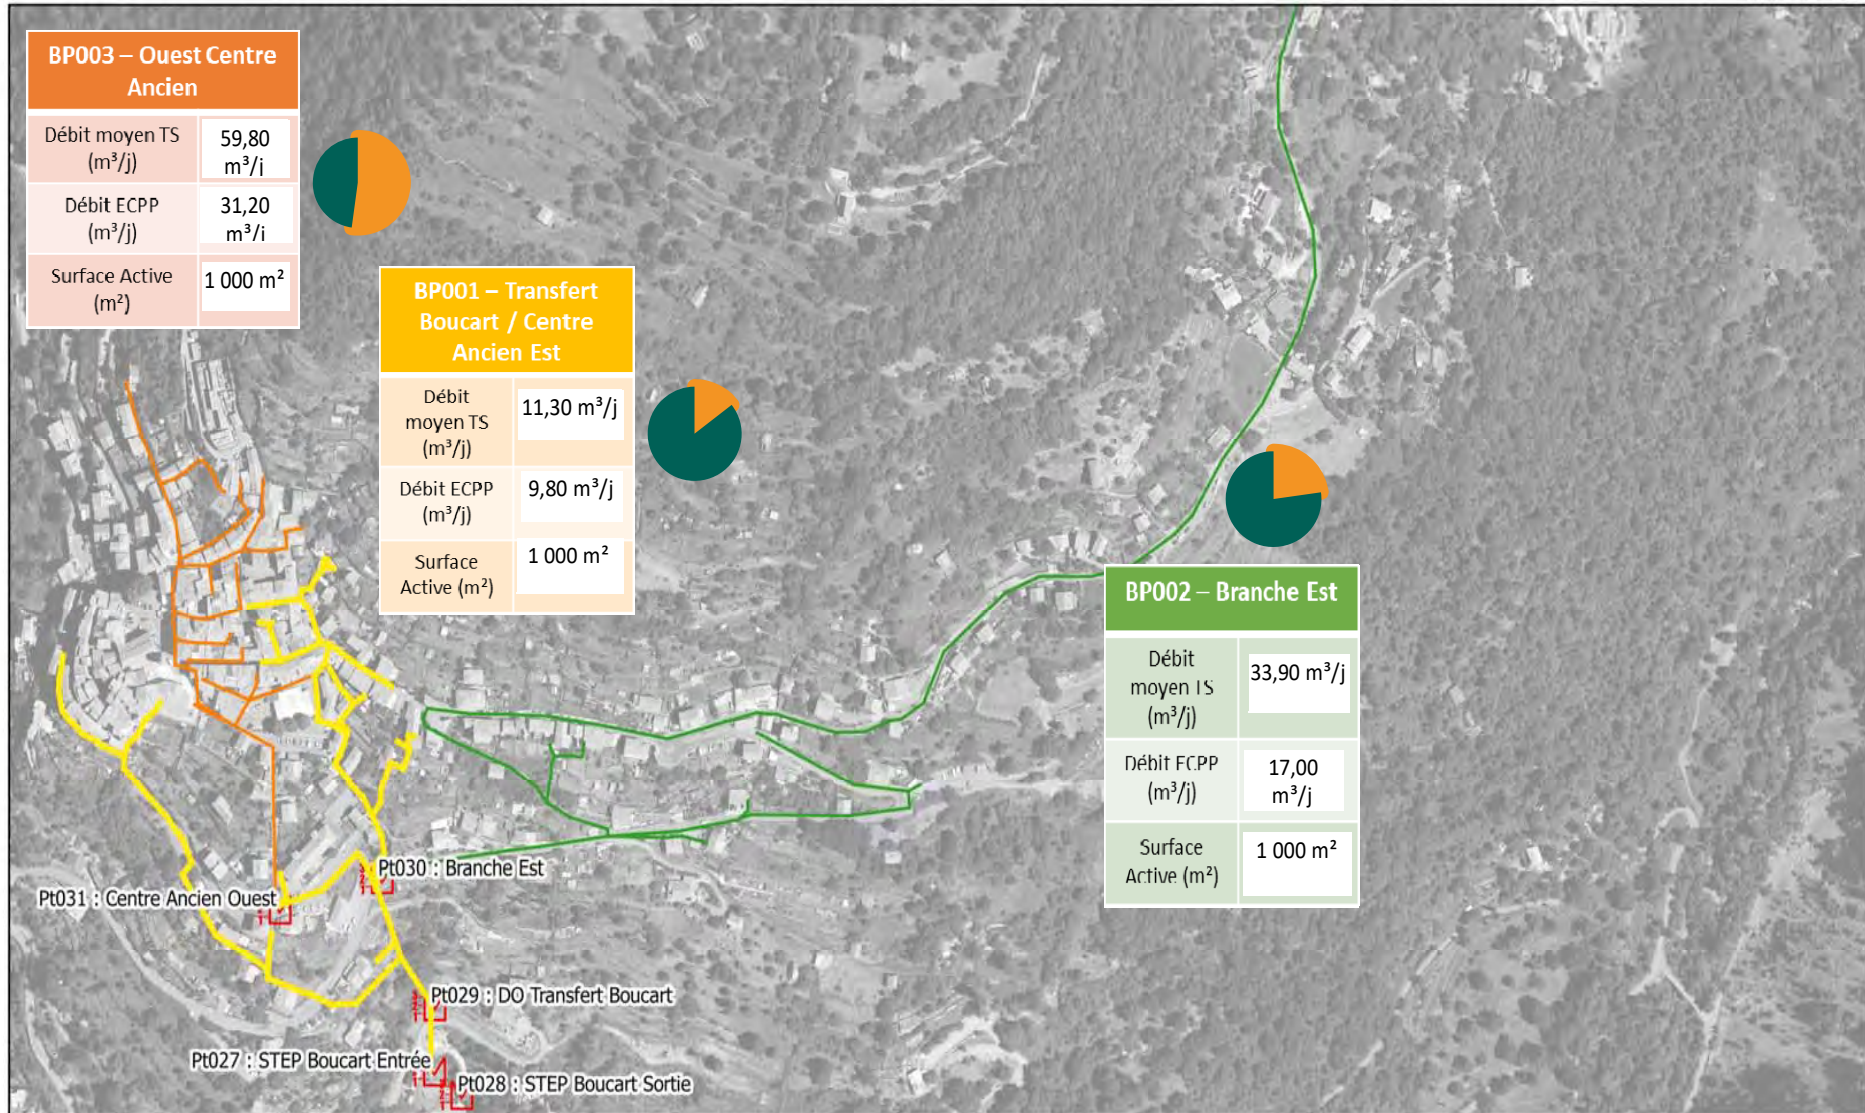 BP003 – Ouest Centre
Ancien
Débit moyen TS
(m³/j)
59,80
m³/j
Débit ECPP
(m³/j)
31,20
m³/j
Surface Active
(m²)
1 000 m²
BP001 – Transfert
Boucart / Centre
Ancien Est
Débit
moyen TS
(m³/j)
11,30 m³/j
Débit ECPP
(m³/j)
9,80 m³/j
Surface
Active (m²)
1 000 m²
BP002 – Branche Est
Débit
moyen TS
(m³/j)
33,90 m³/j
Débit ECPP
(m³/j)
17,00
m³/j
Surface
Active (m²)
1 000 m²
Pt030 : Branche Est
Pt031 : Centre Ancien Ouest
Pt029 : DO Transfert Boucart
Pt027 : STEP Boucart Entrée
Pt028 : STEP Boucart Sortie